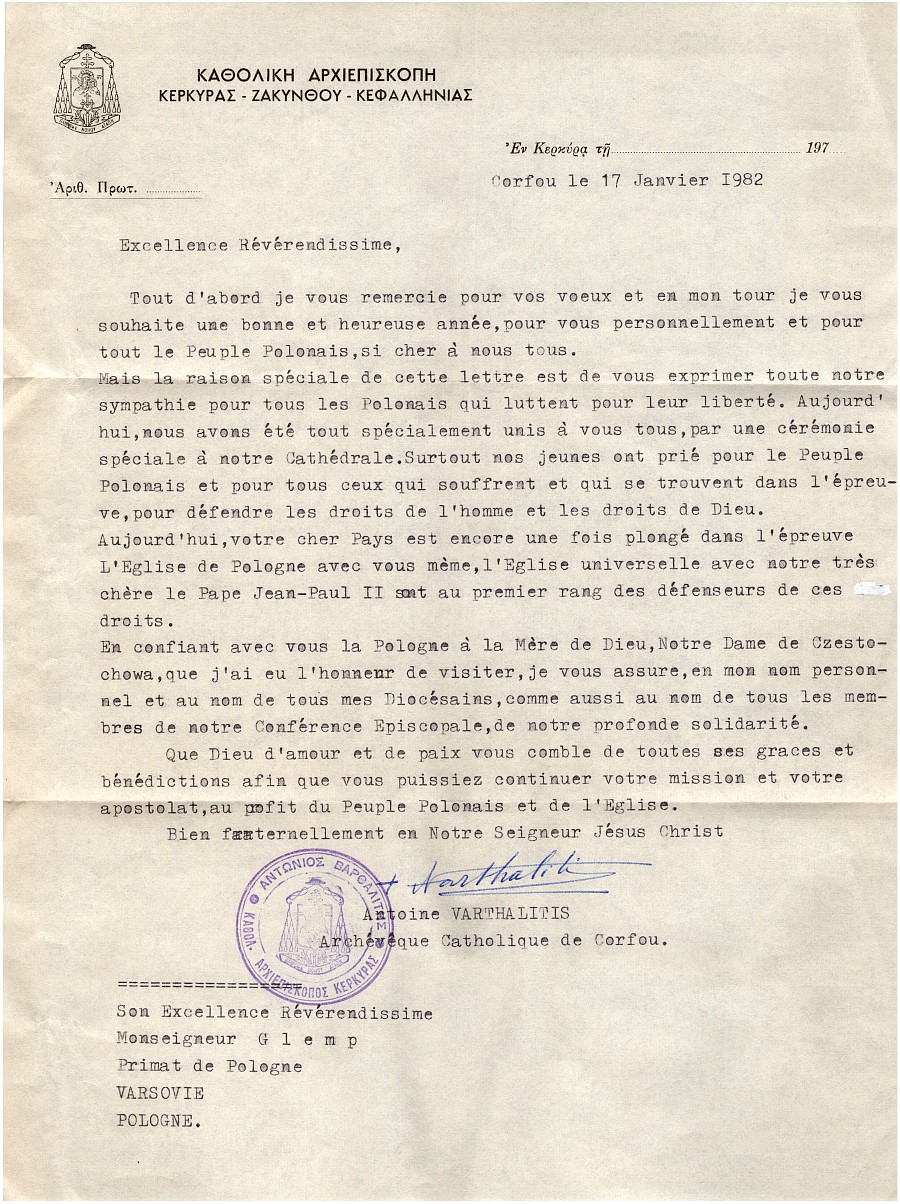 ΚΑΘΟΛΙΚΗ ΑΡΧΙΕΠΙΣΚΟΠΗ
ΚΕΡΚΥΡΑΣ - ΖΑΚΥΝΘΟΥ - ΚΕΦΑΛΛΗΝΙΑΣ
Ἐν Κερκύρᾳ τῇ 197
Corfou le 17 Janvier I982
Ἀριθ. Πρωτ.
Excellence Révérendissime,
Tout d'abord je vous remercie pour vos voeux et en mon tour je vous
souhaite une bonne et heureuse année,pour vous personnellement et pour
tout le Peuple Polonais,si cher à nous tous.
Mais la raison spéciale de cette lettre est de vous exprimer toute notre
sympathie pour tous les Polonais qui luttent pour leur liberté. Aujourd'
hui,nous avons été tout spécialement unis à vous tous,par une cérémonie
spéciale à notre Cathédrale.Surtout nos jeunes ont prié pour le Peuple
Polonais et pour tous ceux qui souffrent et qui se trouvent dans l'épreu-
ve,pour défendre les droits de l'homme et les droits de Dieu.
Aujourd'hui,votre cher Pays est encore une fois plongé dans l'épreuve
L'Eglise de Pologne avec vous mème,l'Eglise universelle avec notre très
chère le Pape Jean-Paul II sont au premier rang des défenseurs de ces
droits.
En confiant avec vous la Pologne à la Mère de Dieu,Notre Dame de Czesto-
chowa,que j'ai eu l'honneur de visiter,je vous assure,en mon nom person-
nel et au nom de tous mes Diocésains,comme aussi au nom de tous les mem-
bres de notre Conférence Episcopale,de notre profonde solidarité.
Que Dieu d'amour et de paix vous comble de toutes ses graces et
bénédictions afin que vous puissiez continuer votre mission et votre
apostolat,au profit du Peuple Polonais et de l'Eglise.
Bien fraternellement en Notre Seigneur Jésus Christ
+ Varthaliti
ΑΝΤΩΝΙΟΣ ΒΑΡΘΑΛΙΤΗΣ
ΚΑΘΟΛ. ΑΡΧΙΕΠΙΣΚΟΠΟΣ ΚΕΡΚΥΡΑΣ
Antoine VARTHALITIS
Archévêque Catholique de Corfou.
=================
Son Excellence Révérendissime
Monseigneur G l e m p
Primat de Pologne
VARSOVIE
POLOGNE.